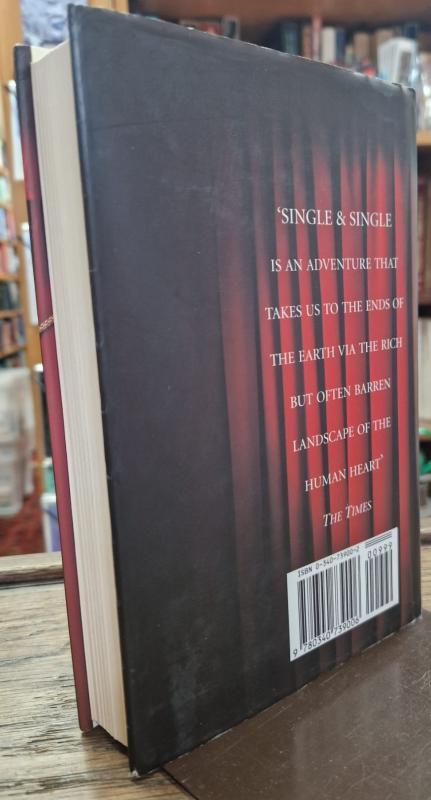 ‘SINGLE & SINGLE
IS AN ADVENTURE THAT
TAKES US TO THE ENDS OF
THE EARTH VIA THE RICH
BUT OFTEN BARREN
LANDSCAPE OF THE
HUMAN HEART’
THE TIMES
ISBN 0-340-73900-2
00999
9 780340 739006